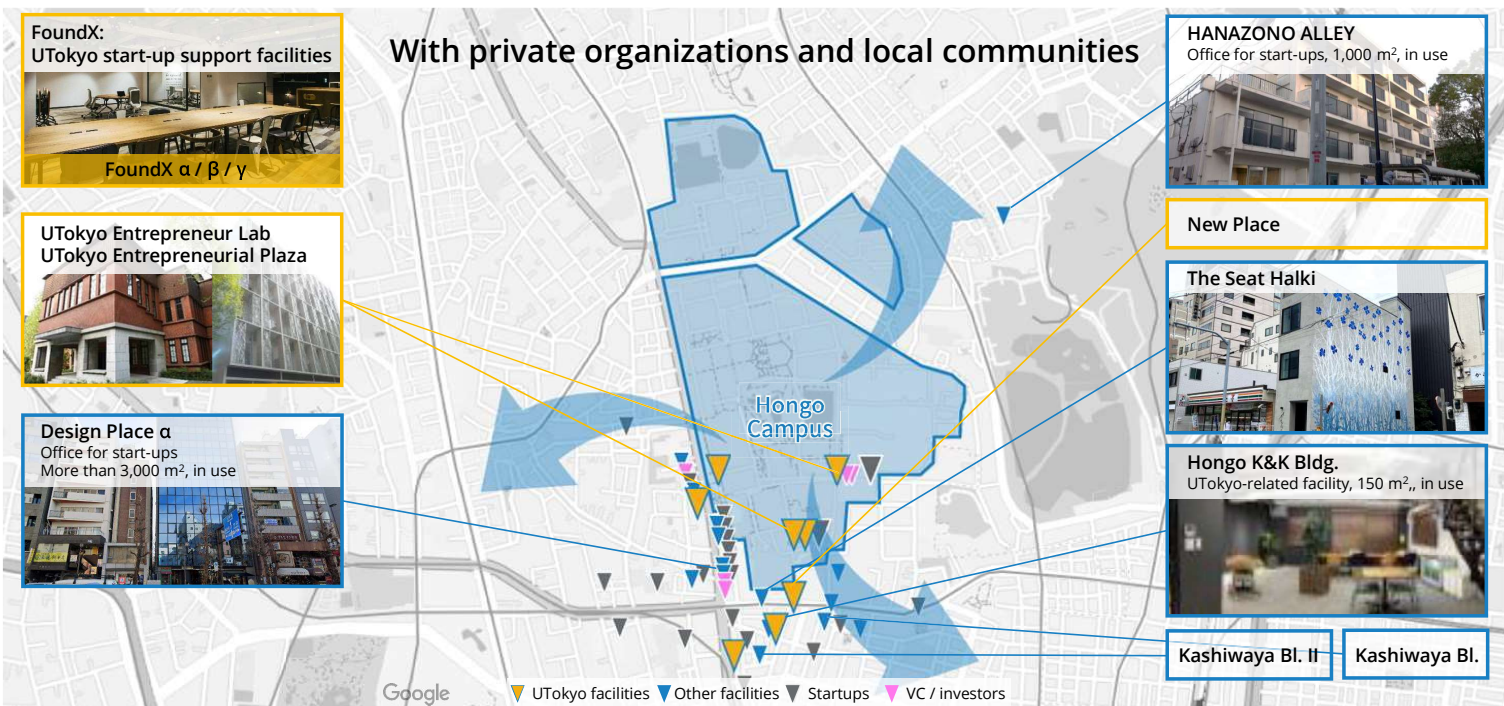 With private organizations and local communities
FoundX:
UTokyo start-up support facilities
FoundX α / β / γ
UTokyo Entrepreneur Lab
UTokyo Entrepreneurial Plaza
Design Place α
Office for start-ups
More than 3,000 m², in use
Hongo
Campus
HANAZONO ALLEY
Office for start-ups, 1,000 m², in use
New Place
The Seat Halki
Hongo K&K Bldg.
UTokyo-related facility, 150 m²,, in use
Kashiwaya Bl. II
Kashiwaya Bl.
Google
UTokyo facilities
Other facilities
Startups
VC / investors